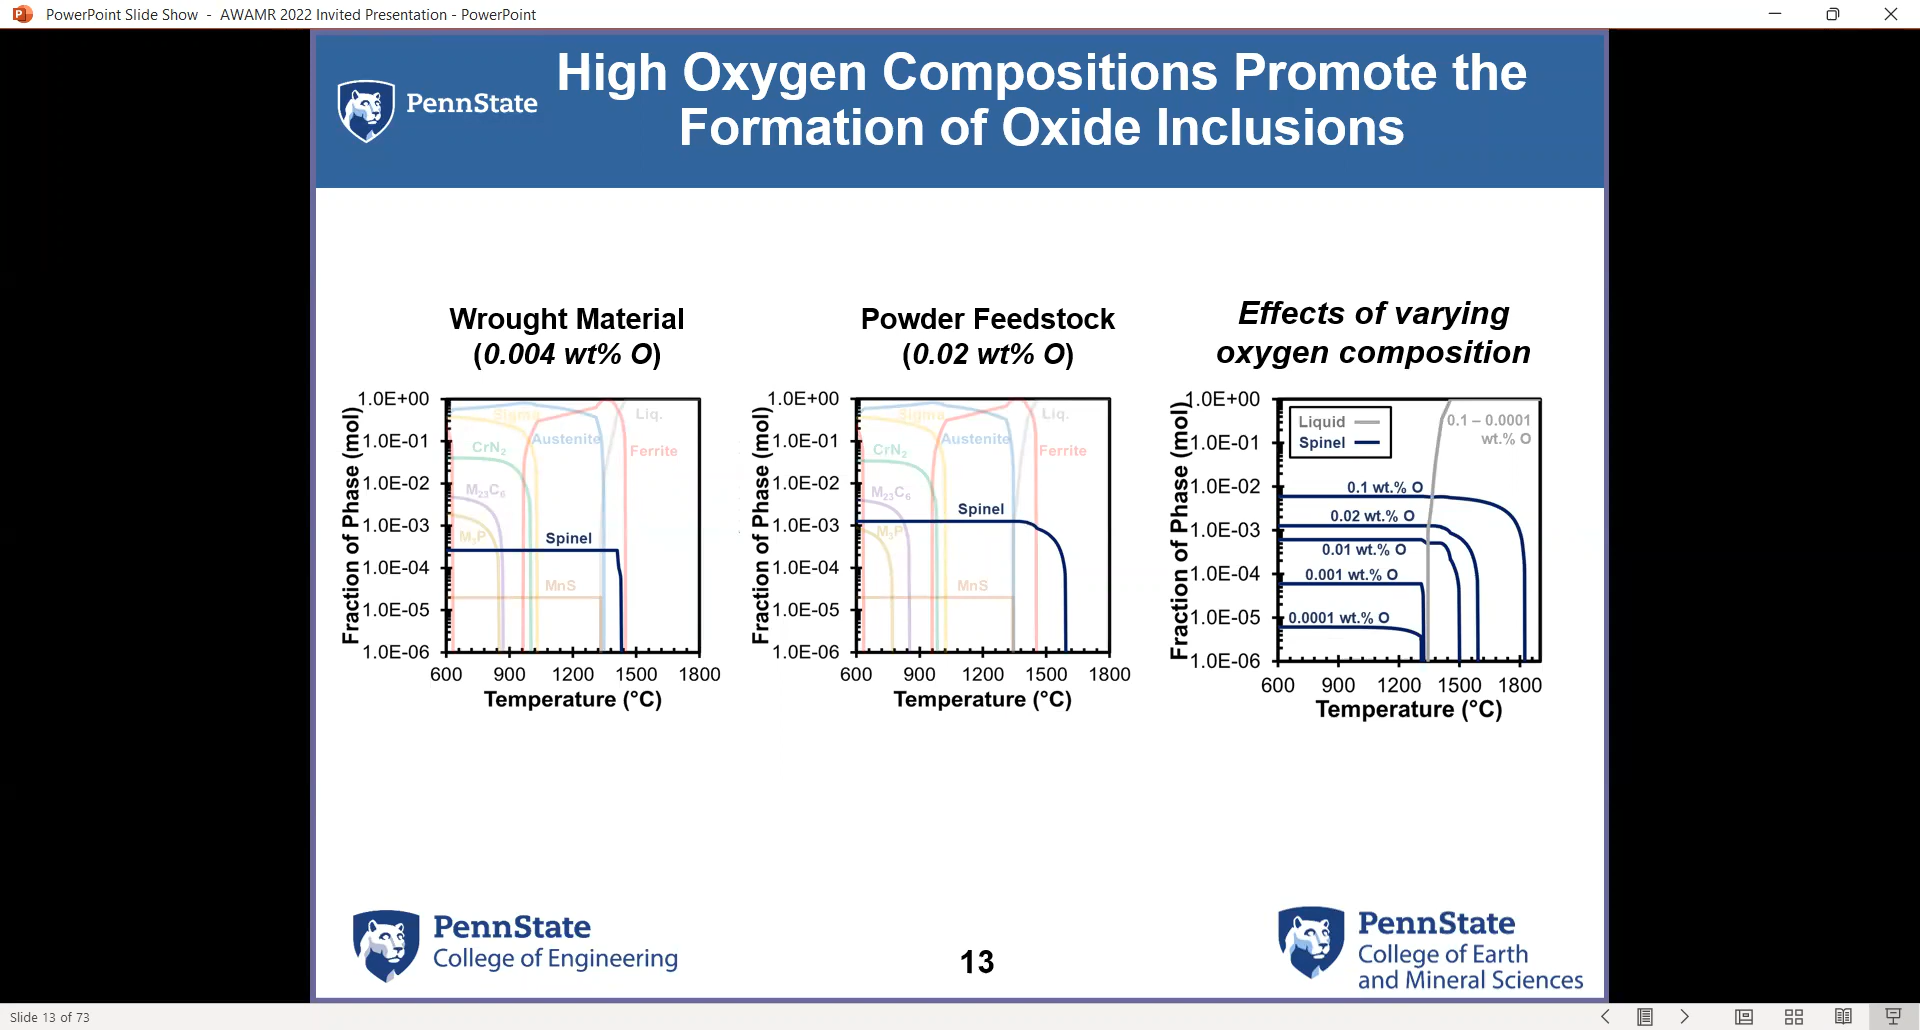 PowerPoint Slide Show - AWAMR 2022 Invited Presentation - PowerPoint
PennState
High Oxygen Compositions Promote the
Formation of Oxide Inclusions
Wrought Material
(0.004 wt% O)
Fraction of Phase (mol)
1.0E+00
1.0E-01
1.0E-02
1.0E-03
1.0E-04
1.0E-05
1.0E-06
Sigma
Liq.
Austenite
CrN₂
Ferrite
M₂₃C₆
M₃P
Spinel
MnS
600 900 1200 1500 1800
Temperature (°C)
Powder Feedstock
(0.02 wt% O)
Fraction of Phase (mol)
1.0E+00
1.0E-01
1.0E-02
1.0E-03
1.0E-04
1.0E-05
1.0E-06
Sigma
Liq.
Austenite
CrN₂
Ferrite
M₂₃C₆
Spinel
M₃P
MnS
600 900 1200 1500 1800
Temperature (°C)
Effects of varying
oxygen composition
Fraction of Phase (mol)
1.0E+00
1.0E-01
1.0E-02
1.0E-03
1.0E-04
1.0E-05
1.0E-06
Liquid
Spinel
0.1 – 0.0001
wt.% O
0.1 wt.% O
0.02 wt.% O
0.01 wt.% O
0.001 wt.% O
0.0001 wt.% O
600 900 1200 1500 1800
Temperature (°C)
PennState
College of Engineering
13
PennState
College of Earth
and Mineral Sciences
Slide 13 of 73